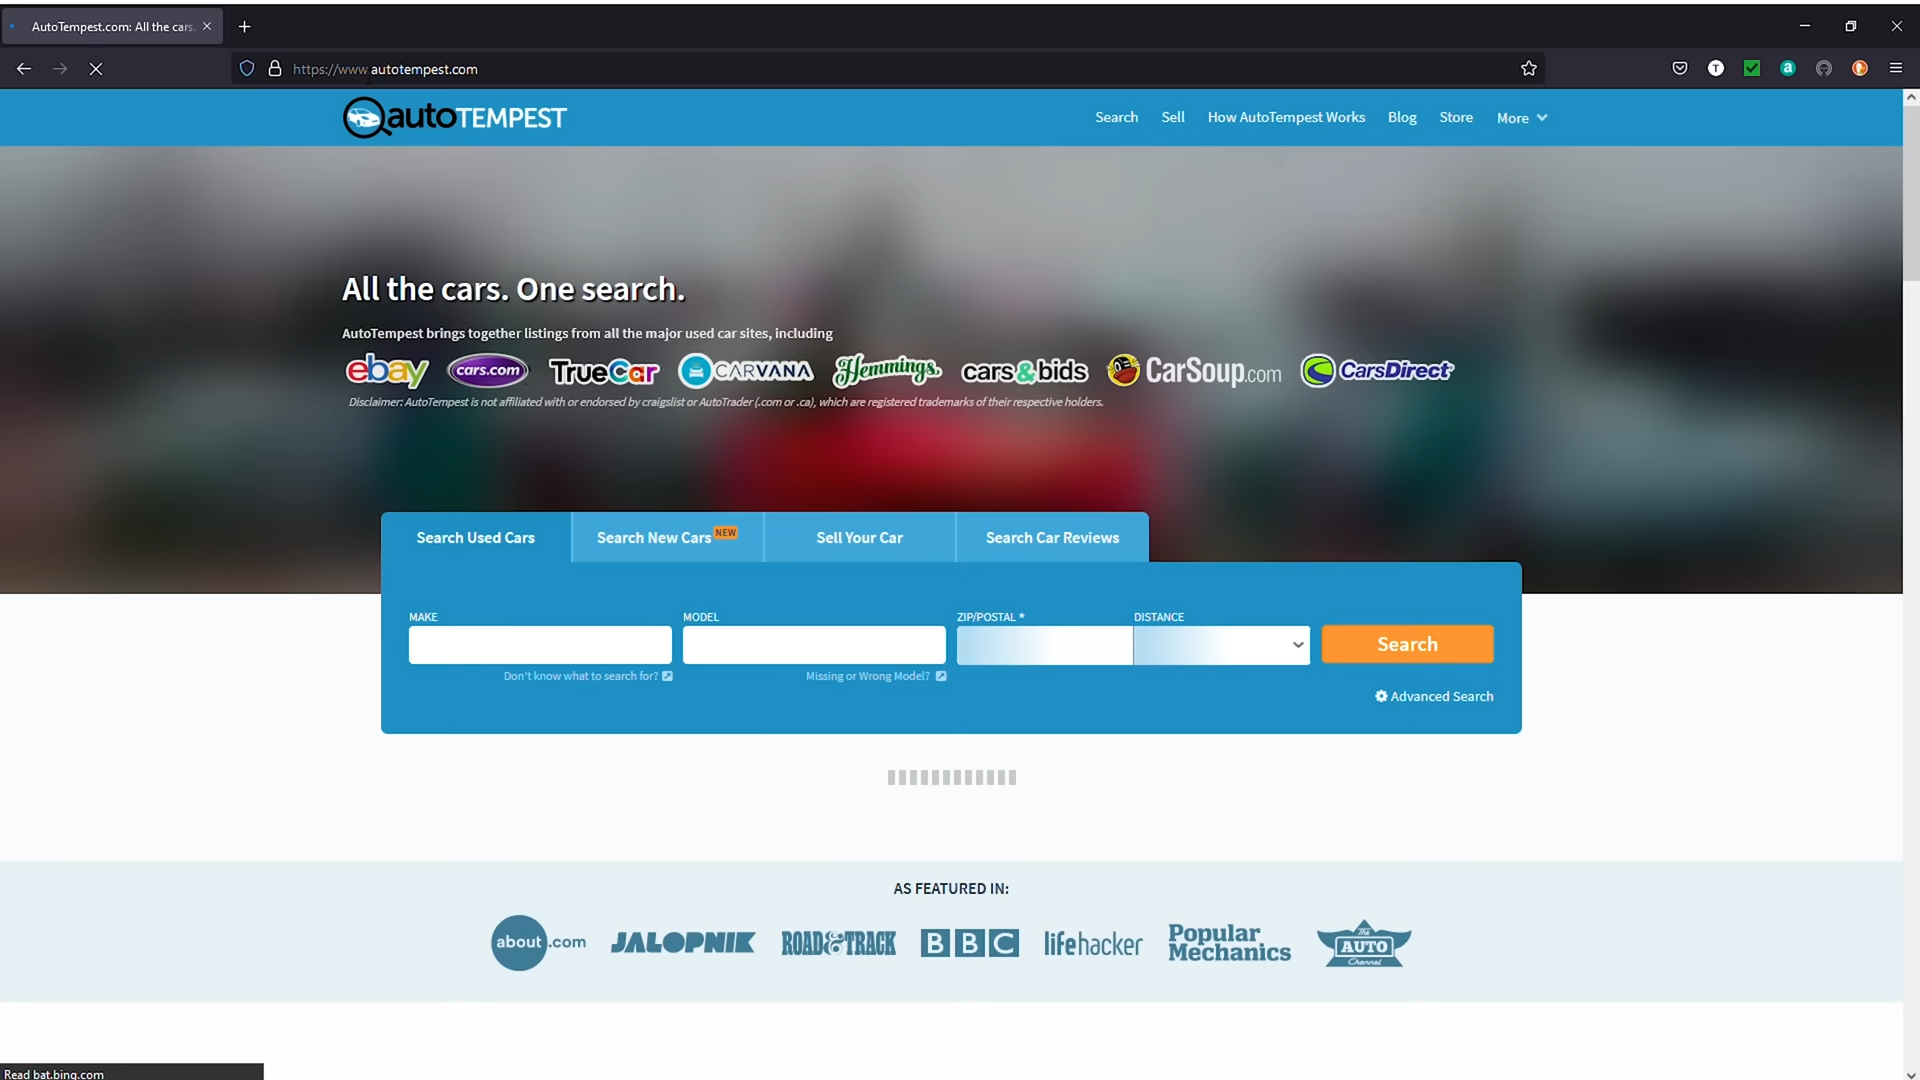 AutoTempest.com: All the cars.
https://www.autotempest.com
autoTEMPEST
Search Sell How AutoTempest Works Blog Store More
All the cars. One search.
AutoTempest brings together listings from all the major used car sites, including
ebay cars.com TrueCar CARVANA Hemmings. cars&bids CarSoup.com CarsDirect
Disclaimer: AutoTempest is not affiliated with or endorsed by craigslist or AutoTrader (.com or .ca), which are registered trademarks of their respective holders.
Search Used Cars Search New Cars NEW Sell Your Car Search Car Reviews
MAKE MODEL ZIP/POSTAL * DISTANCE
Search
Don't know what to search for? Missing or Wrong Model?
Advanced Search
AS FEATURED IN:
about.com JALOPNIK ROAD & TRACK BBC lifehacker Popular Mechanics The AUTO Channel
Read bat.bing.com